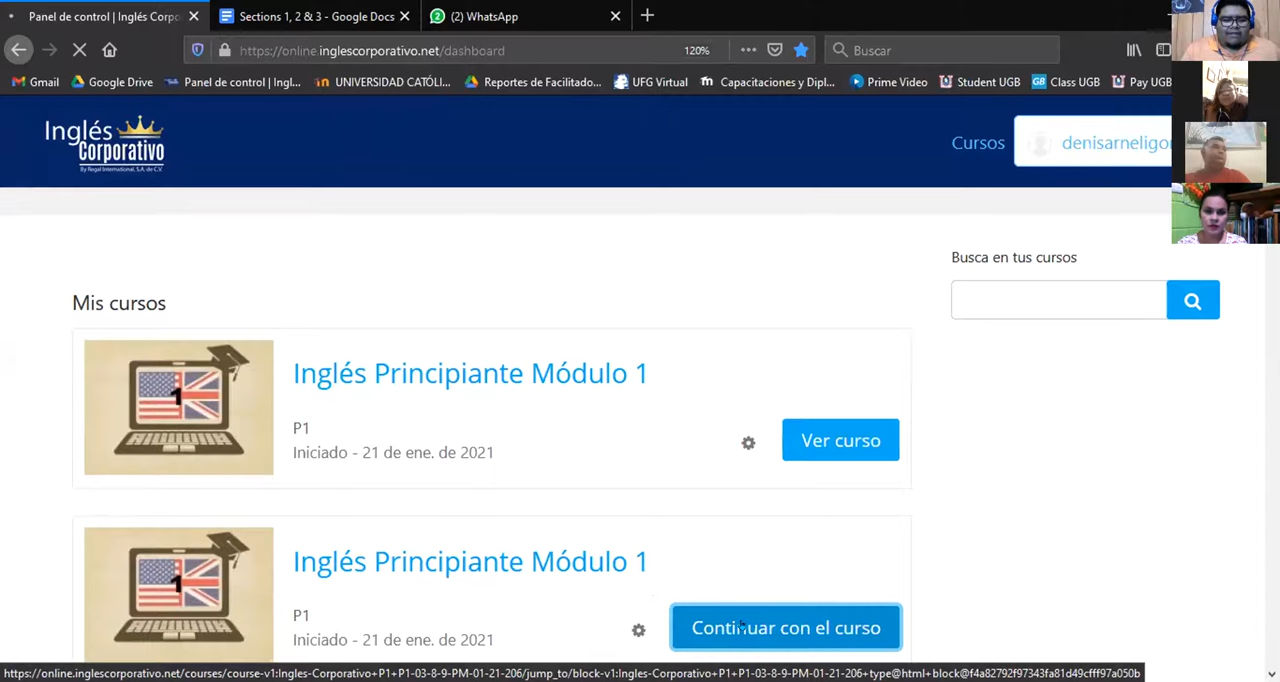 Panel de control | Inglés Corpo
Sections 1, 2 & 3 - Google Docs
(2) WhatsApp
https://online.inglescorporativo.net/dashboard
120%
Buscar
Gmail
Google Drive
Panel de control | Ingl...
UNIVERSIDAD CATÓLI...
Reportes de Facilitado...
UFG Virtual
Capacitaciones y Dipl...
Prime Video
Student UGB
Class UGB
Pay UGB
Inglés
Corporativo
By Regal International, S.A. de C.V.
Cursos
denisarneligo
Busca en tus cursos
Mis cursos
1
Inglés Principiante Módulo 1
P1
Iniciado - 21 de ene. de 2021
Ver curso
1
Inglés Principiante Módulo 1
P1
Iniciado - 21 de ene. de 2021
Continuar con el curso
https://online.inglescorporativo.net/courses/course-v1:Ingles-Corporativo+P1+P1-03-8-9-PM-01-21-206/jump_to/block-v1:Ingles-Corporativo+P1+P1-03-8-9-PM-01-21-206+type@html+block@f4a82792f97343fa81d49cfff97a050b